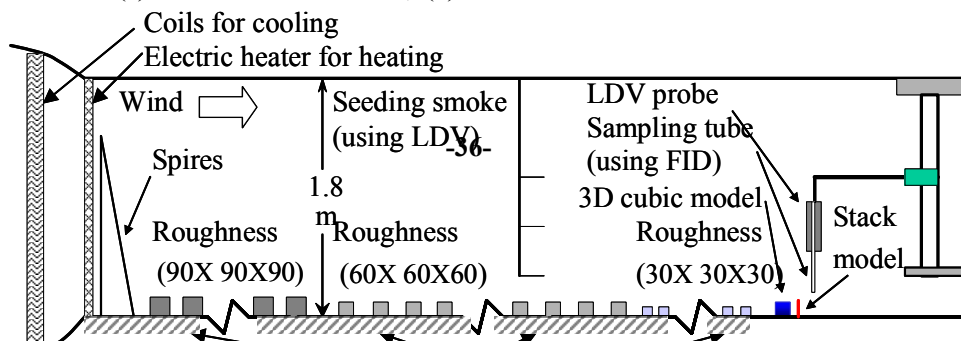 Coils for cooling
Electric heater for heating
Wind
Seeding smoke
(using LDV)
-36-
LDV probe
Sampling tube
(using FID)
Spires
1.8
m
3D cubic model
Stack
model
Roughness
(90X 90X90)
Roughness
(60X 60X60)
Roughness
(30X 30X30)